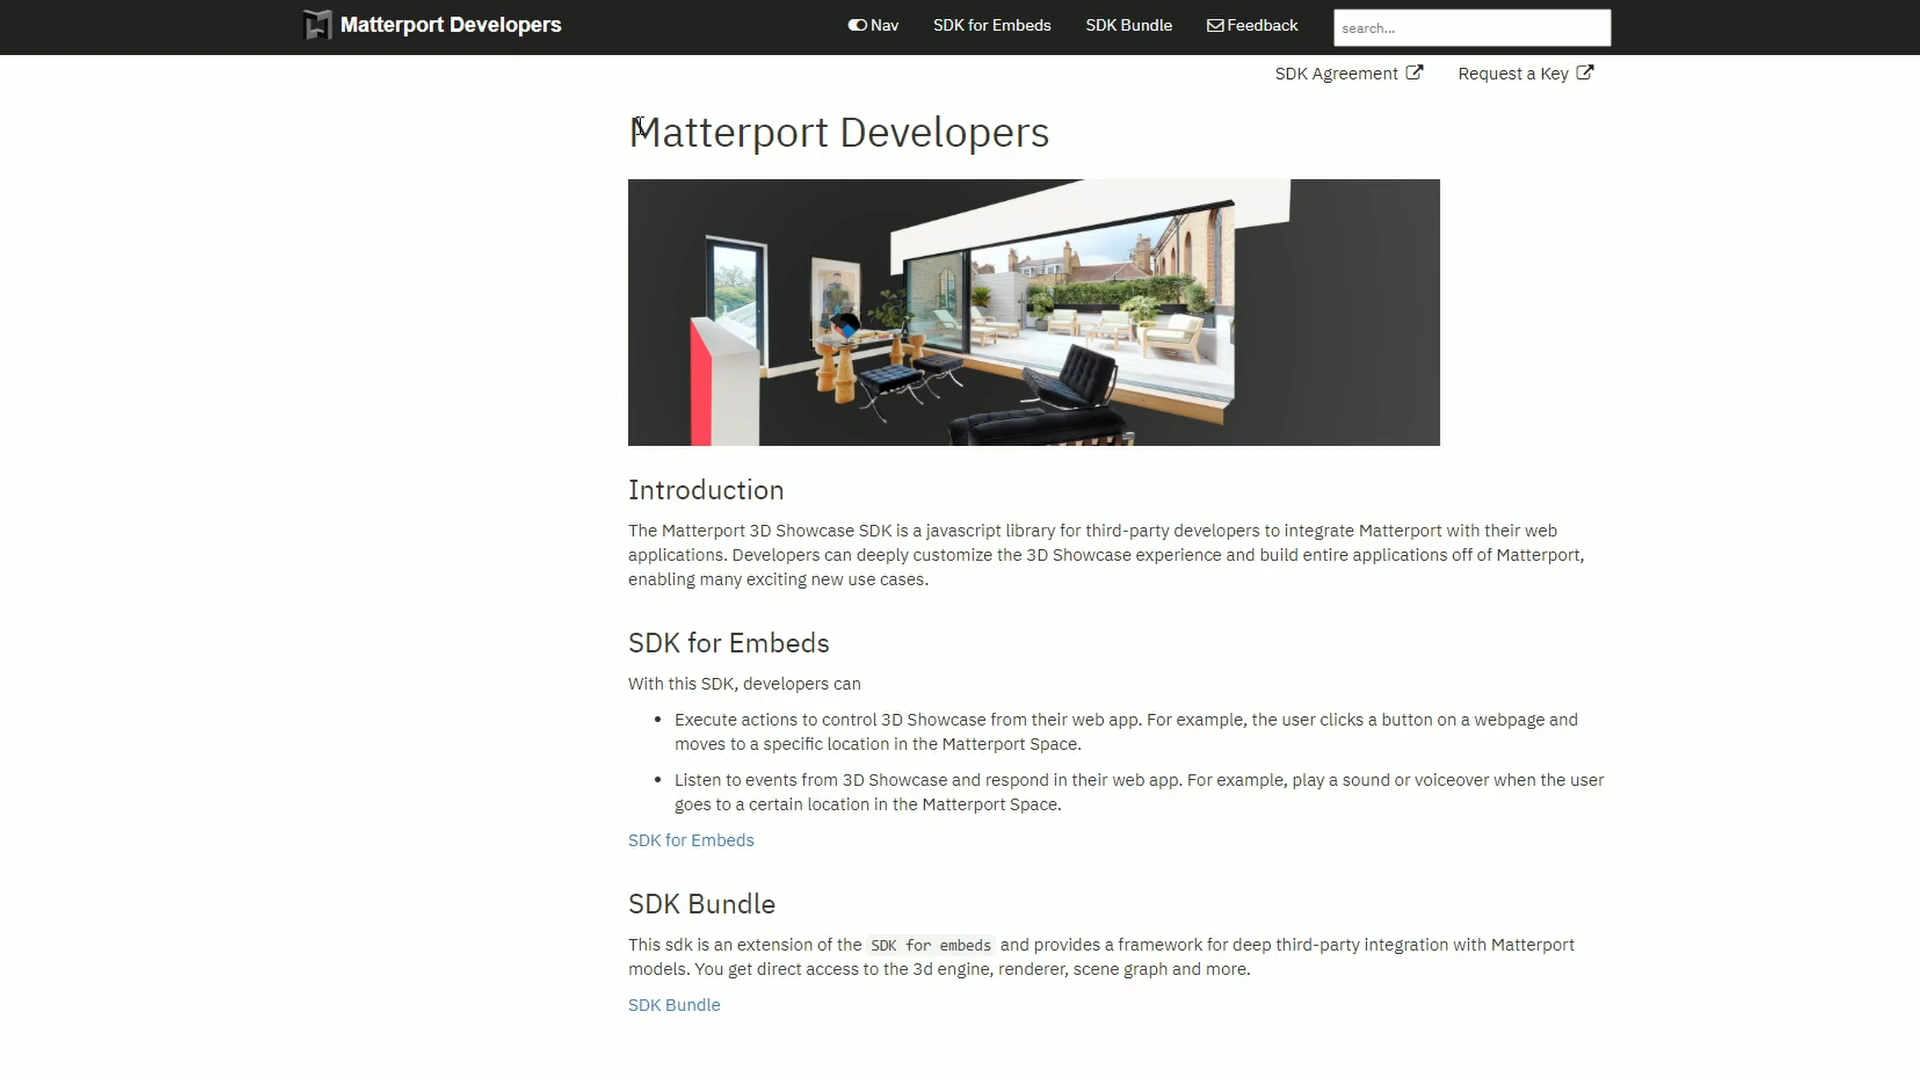 Matterport Developers
Nav
SDK for Embeds
SDK Bundle
Feedback
search...
SDK Agreement
Request a Key
Matterport Developers
Introduction
The Matterport 3D Showcase SDK is a javascript library for third-party developers to integrate Matterport with their web
applications. Developers can deeply customize the 3D Showcase experience and build entire applications off of Matterport,
enabling many exciting new use cases.
SDK for Embeds
With this SDK, developers can
• Execute actions to control 3D Showcase from their web app. For example, the user clicks a button on a webpage and
moves to a specific location in the Matterport Space.
• Listen to events from 3D Showcase and respond in their web app. For example, play a sound or voiceover when the user
goes to a certain location in the Matterport Space.
SDK for Embeds
SDK Bundle
This sdk is an extension of the SDK for embeds and provides a framework for deep third-party integration with Matterport
models. You get direct access to the 3d engine, renderer, scene graph and more.
SDK Bundle